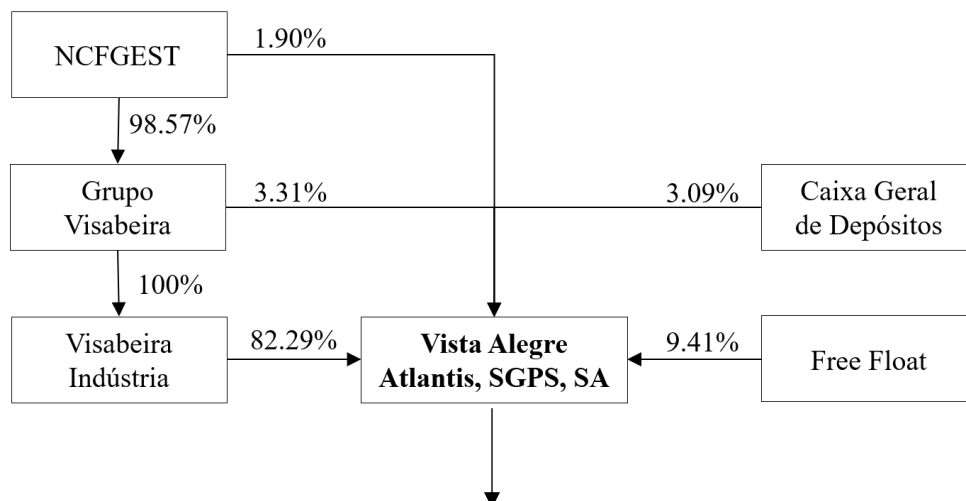 NCFGEST
1.90%
98.57%
Grupo
Visabeira
3.31%
3.09%
Caixa Geral
de Depósitos
100%
Visabeira
Indústria
82.29%
Vista Alegre
Atlantis, SGPS, SA
9.41%
Free Float